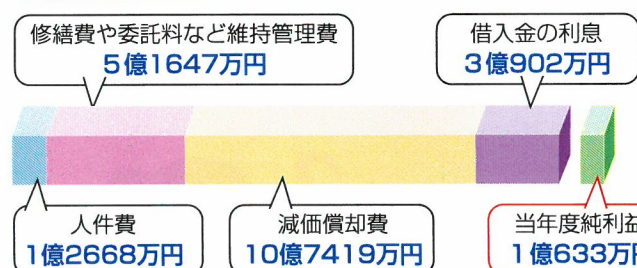 修繕費や委託料など維持管理費
5億1647万円
借入金の利息
3億902万円
人件費
1億2668万円
減価償却費
10億7419万円
当年度純利益
1億633万円